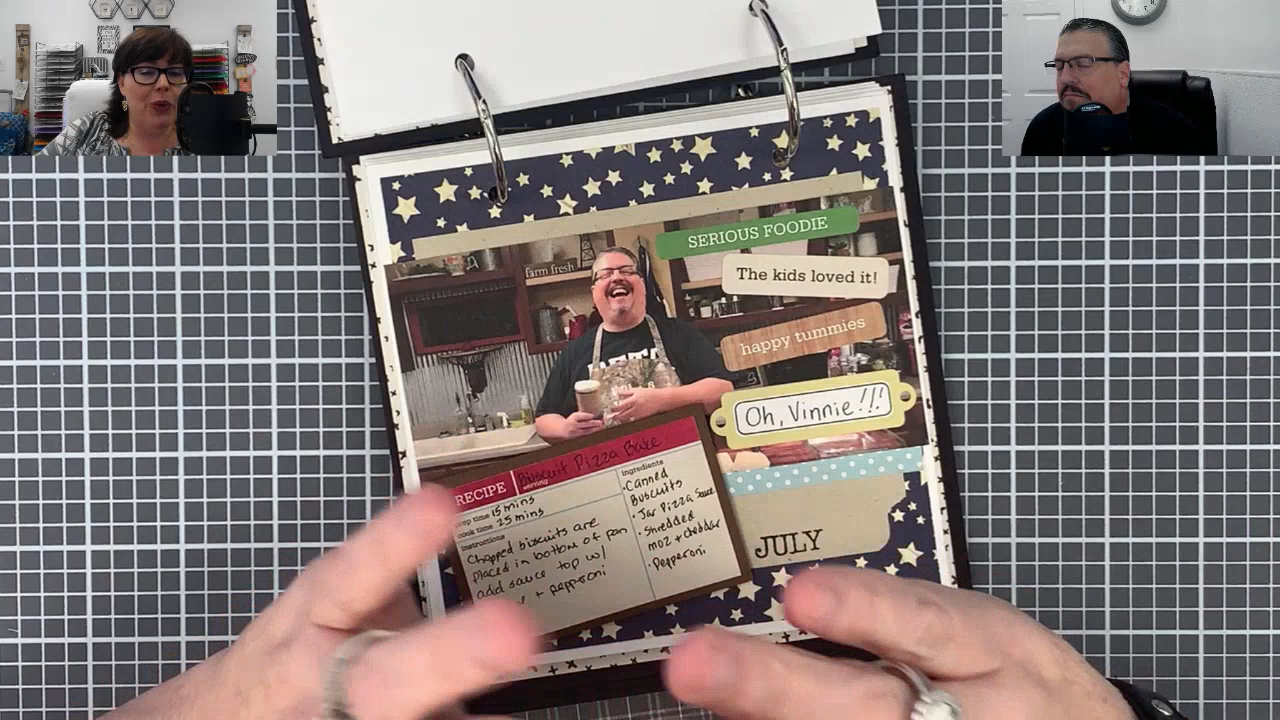 SERIOUS FOODIE
farm fresh
The kids loved it!
happy tummies
Oh, Vinnie!!!
RECIPE
Biscuit Pizza Bake
serving
prep time 15 mins
cook time 25 mins
instructions
Chopped biscuits are
placed in bottom of pan
add sauce top w/
+ pepperoni
ingredients
• Canned
Buscuits
• Jar Pizza Sauce
• Shredded
moz + cheddar
• Pepperoni
JULY